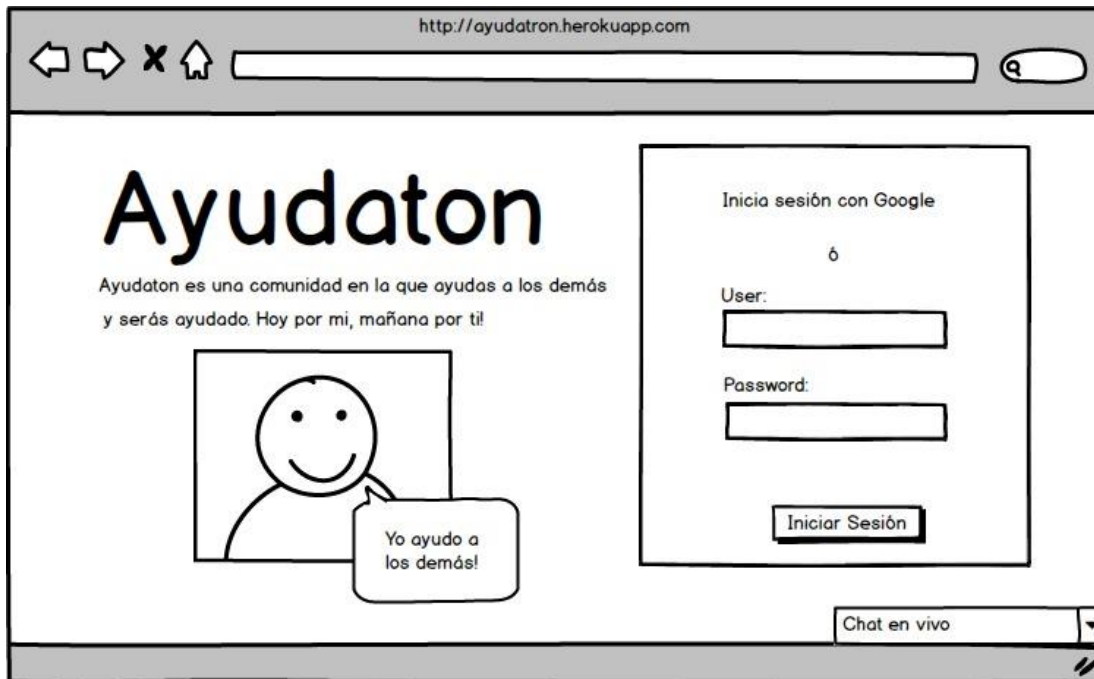 http://ayudatron.herokuapp.com
Ayudaton
Ayudaton es una comunidad en la que ayudas a los demás
y serás ayudado. Hoy por mi, mañana por ti!
Yo ayudo a
los demás!
Inicia sesión con Google
ó
User:
Password:
Iniciar Sesión
Chat en vivo